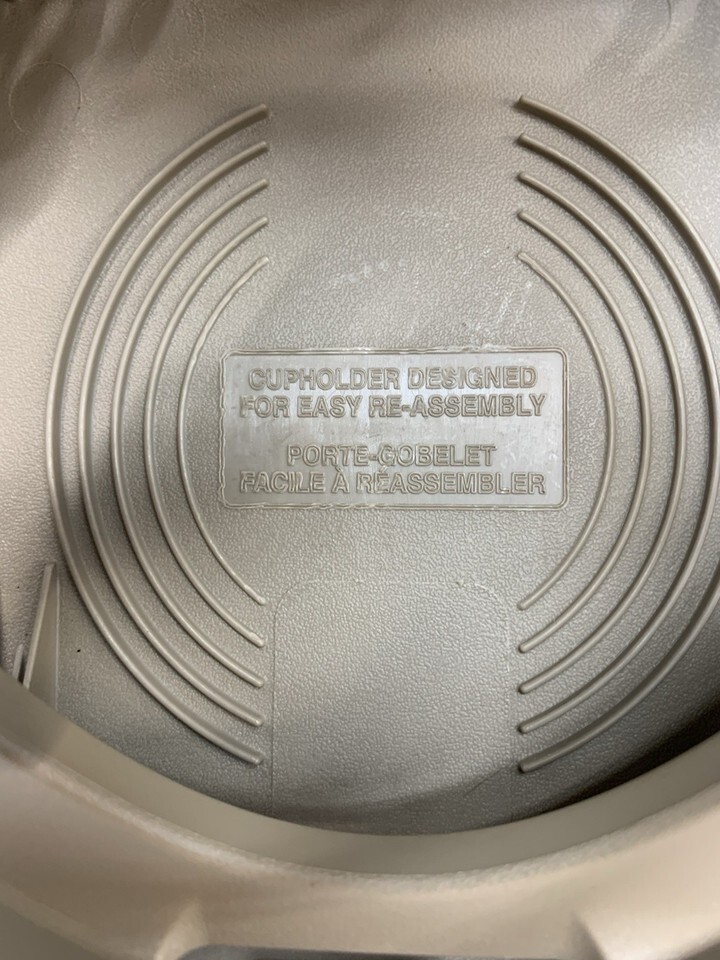 CUPHOLDER DESIGNED
FOR EASY RE-ASSEMBLY
PORTE-GOBELET
FACILE À RÉASSEMBLER